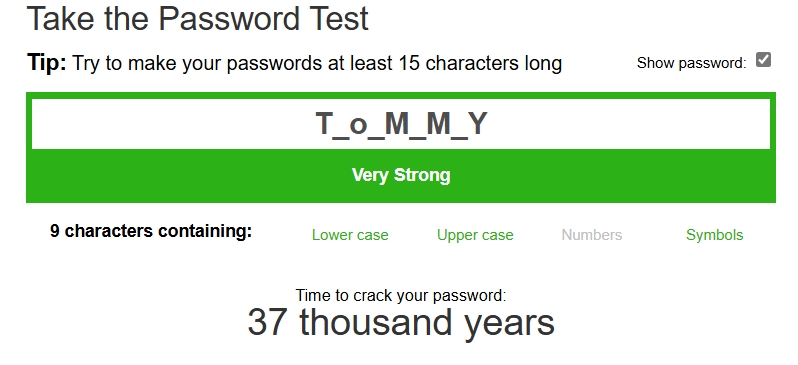 Take the Password Test
Tip: Try to make your passwords at least 15 characters long Show password:
T_o_M_M_Y
Very Strong
9 characters containing: Lower case Upper case Numbers Symbols
Time to crack your password:
37 thousand years